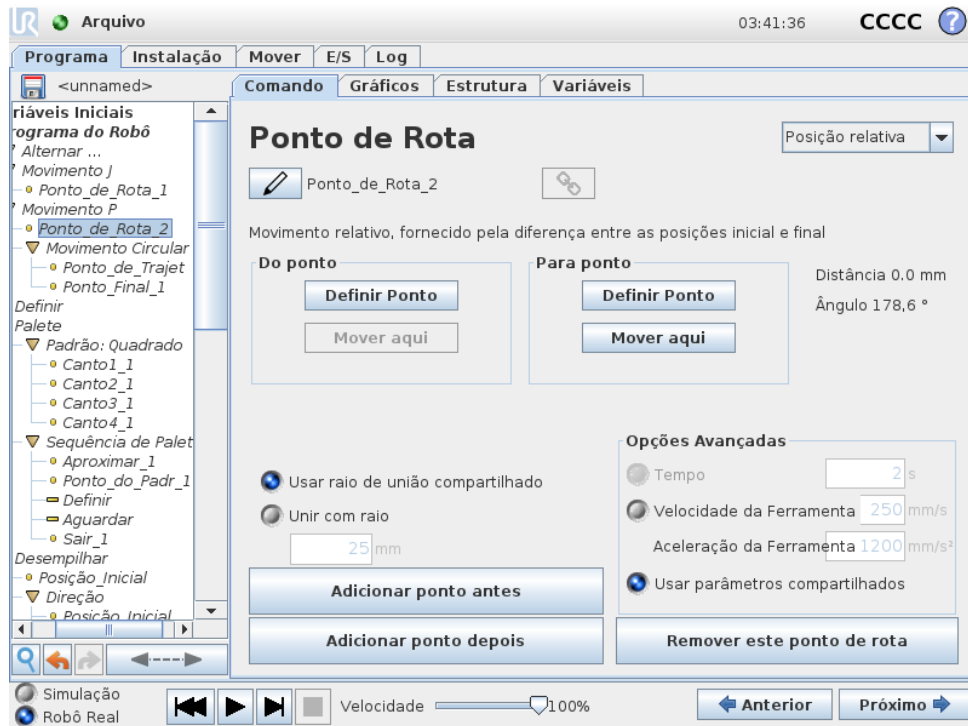 UR Arquivo 03:41:36 CCCC ?
Programa Instalação Mover E/S Log
<unnamed> Comando Gráficos Estrutura Variáveis
riáveis Iniciais
rograma do Robô
Alternar ...
Movimento J
Ponto_de_Rota_1
Movimento P
Ponto_de_Rota_2
Movimento Circular
Ponto_de_Trajet
Ponto_Final_1
Definir
Palete
Padrão: Quadrado
Canto1_1
Canto2_1
Canto3_1
Canto4_1
Sequência de Palet
Aproximar_1
Ponto_do_Padr_1
Definir
Aguardar
Sair_1
Desempilhar
Posição_Inicial
Direção
Posição_Inicial
Ponto de Rota
Posição relativa
Ponto_de_Rota_2
Movimento relativo, fornecido pela diferença entre as posições inicial e final
Do ponto
Definir Ponto
Mover aqui
Para ponto
Definir Ponto
Mover aqui
Distância 0.0 mm
Ângulo 178,6 °
Usar raio de união compartilhado
Unir com raio
25 mm
Opções Avançadas
Tempo 2 s
Velocidade da Ferramenta 250 mm/s
Aceleração da Ferramenta 1200 mm/s²
Usar parâmetros compartilhados
Adicionar ponto antes
Adicionar ponto depois
Remover este ponto de rota
Simulação
Robô Real
Velocidade 100%
Anterior
Próximo